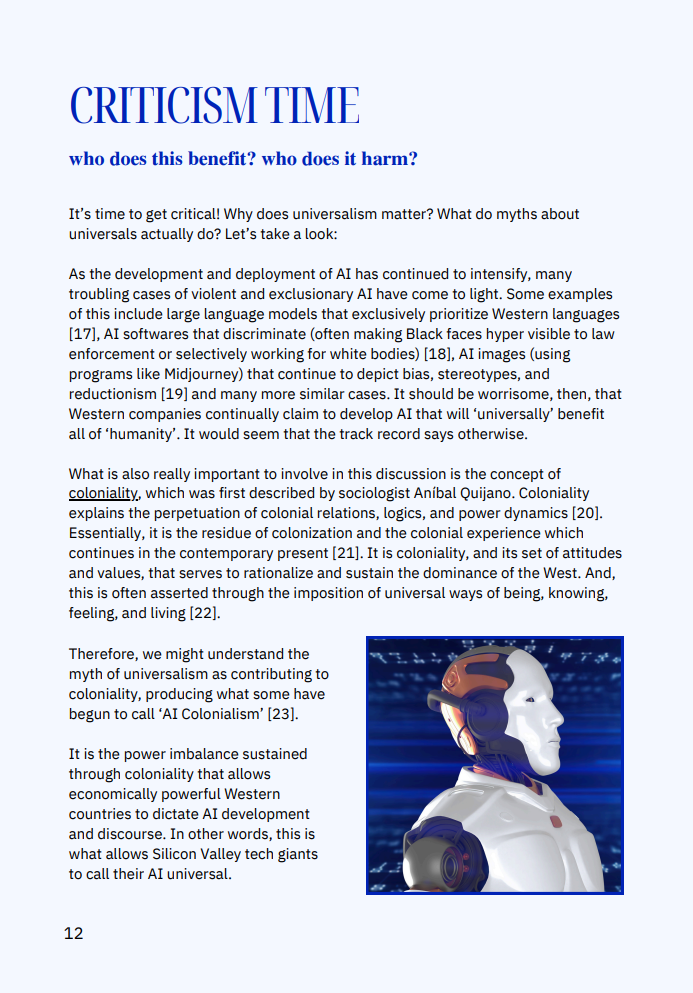 CRITICISM TIME
who does this benefit? who does it harm?
It's time to get critical! Why does universalism matter? What do myths about
universals actually do? Let's take a look:
As the development and deployment of AI has continued to intensify, many
troubling cases of violent and exclusionary AI have come to light. Some examples
of this include large language models that exclusively prioritize Western languages
[17], AI softwares that discriminate (often making Black faces hyper visible to law
enforcement or selectively working for white bodies) [18], AI images (using
programs like Midjourney) that continue to depict bias, stereotypes, and
reductionism [19] and many more similar cases. It should be worrisome, then, that
Western companies continually claim to develop AI that will ‘universally’ benefit
all of ‘humanity’. It would seem that the track record says otherwise.
What is also really important to involve in this discussion is the concept of
coloniality, which was first described by sociologist Aníbal Quijano. Coloniality
explains the perpetuation of colonial relations, logics, and power dynamics [20].
Essentially, it is the residue of colonization and the colonial experience which
continues in the contemporary present [21]. It is coloniality, and its set of attitudes
and values, that serves to rationalize and sustain the dominance of the West. And,
this is often asserted through the imposition of universal ways of being, knowing,
feeling, and living [22].
Therefore, we might understand the
myth of universalism as contributing to
coloniality, producing what some have
begun to call ‘AI Colonialism’ [23].
It is the power imbalance sustained
through coloniality that allows
economically powerful Western
countries to dictate AI development
and discourse. In other words, this is
what allows Silicon Valley tech giants
to call their AI universal.
12